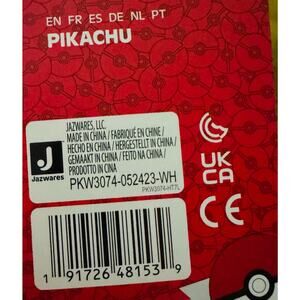 EN FR ES DE NL PT
PIKACHU
JAZWARES, LLC.
MADE IN CHINA / FABRIQUÉ EN CHINE /
HECHO EN CHINA / HERGESTELLT IN CHINA /
GEMAAKT IN CHINA / FEITO NA CHINA /
PRODOTTO IN CINA
J
Jazwares
PKW3074-052423-WH
PKW3074-HT7L
UK
CA
CE
1 91726 48153 9